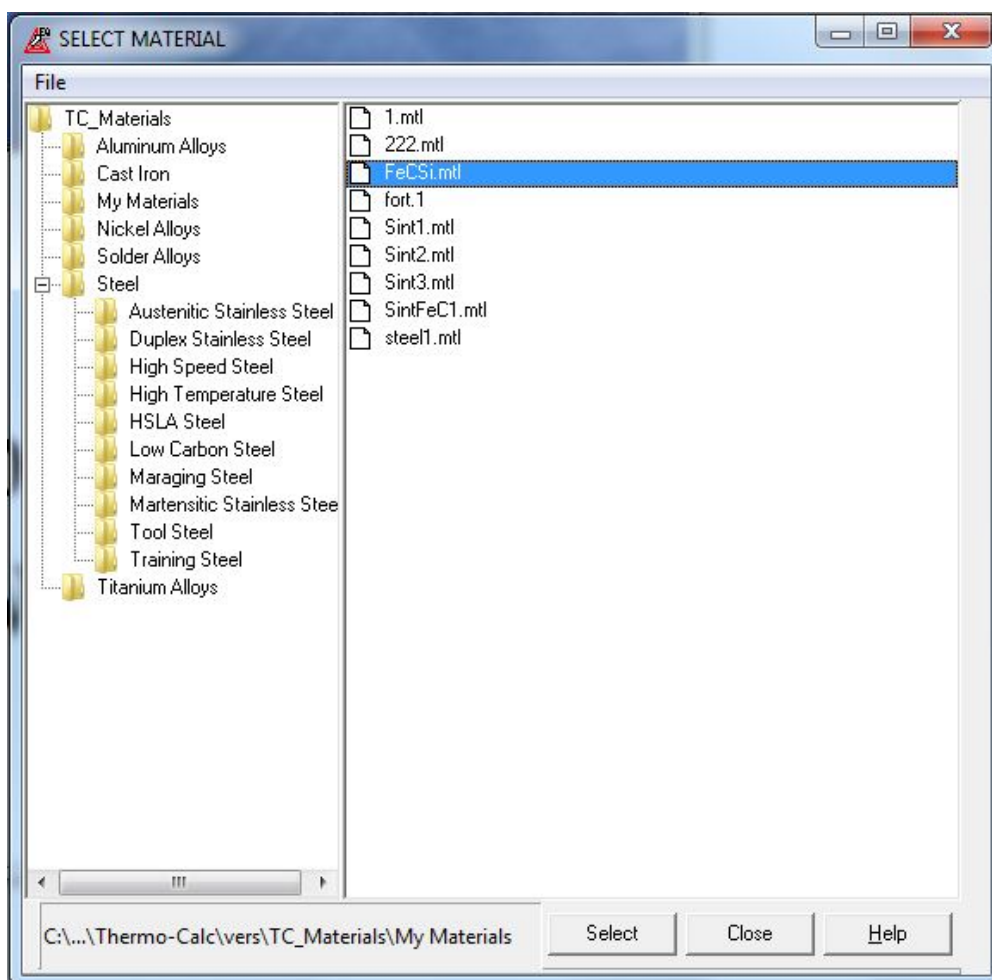 SELECT MATERIAL
File
TC_Materials
Aluminum Alloys
Cast Iron
My Materials
Nickel Alloys
Solder Alloys
Steel
Austenitic Stainless Steel
Duplex Stainless Steel
High Speed Steel
High Temperature Steel
HSLA Steel
Low Carbon Steel
Maraging Steel
Martensitic Stainless Stee
Tool Steel
Training Steel
Titanium Alloys
1.mtl
222.mtl
FeCSi.mtl
fort.1
Sint1.mtl
Sint2.mtl
Sint3.mtl
SintFeC1.mtl
steel1.mtl
C:\...\Thermo-Calc\vers\TC_Materials\My Materials
Select
Close
Help